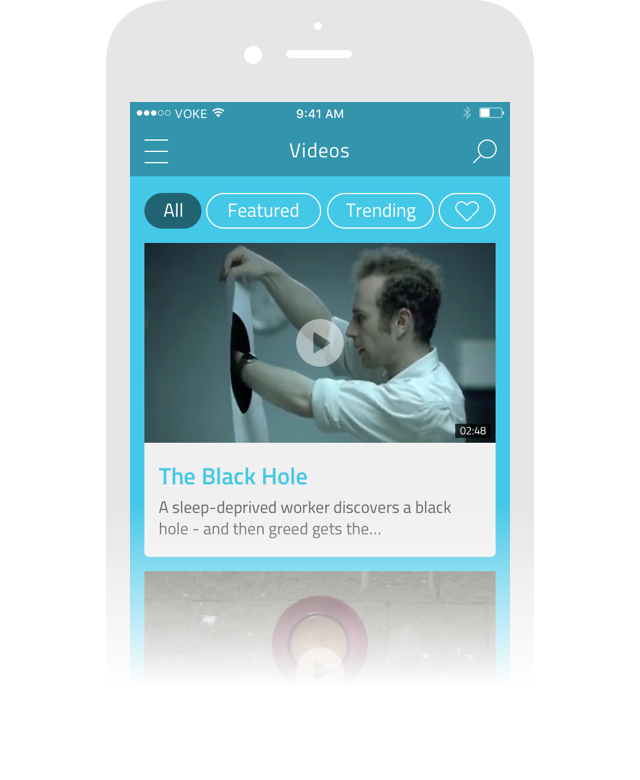 VOKE 9:41 AM
Videos
All Featured Trending
02:48
The Black Hole
A sleep-deprived worker discovers a black
hole - and then greed gets the...